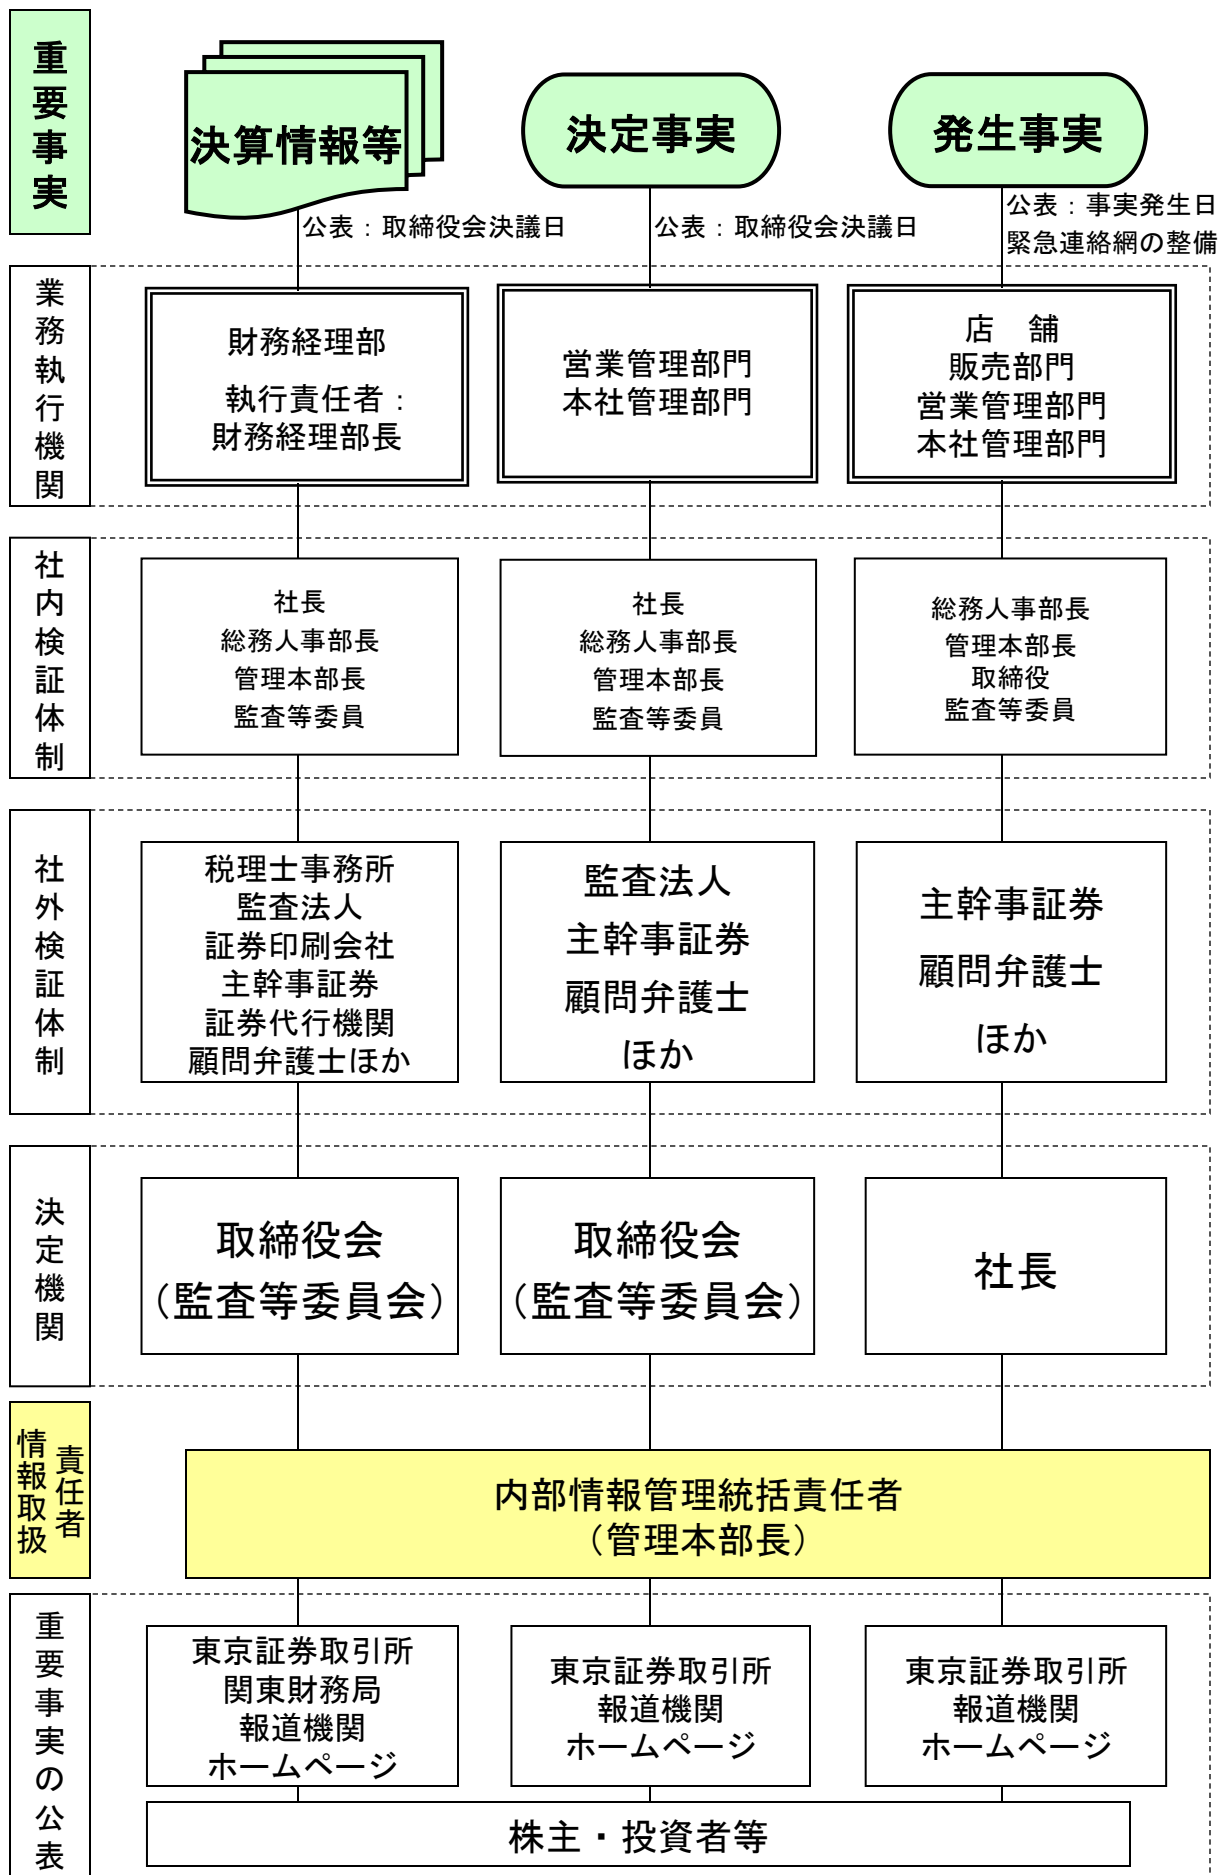 重要事実
決算情報等
決定事実
発生事実
公表：取締役会決議日
公表：取締役会決議日
公表：事実発生日
緊急連絡網の整備
業務執行機関
財務経理部
執行責任者：
財務経理部長
営業管理部門
本社管理部門
店　舗
販売部門
営業管理部門
本社管理部門
社内検証体制
社長
総務人事部長
管理本部長
監査等委員
社長
総務人事部長
管理本部長
監査等委員
総務人事部長
管理本部長
取締役
監査等委員
社外検証体制
税理士事務所
監査法人
証券印刷会社
主幹事証券
証券代行機関
顧問弁護士ほか
監査法人
主幹事証券
顧問弁護士
ほか
主幹事証券
顧問弁護士
ほか
決定機関
取締役会
（監査等委員会）
取締役会
（監査等委員会）
社長
情報取扱
責任者
内部情報管理統括責任者
（管理本部長）
重要事実の公表
東京証券取引所
関東財務局
報道機関
ホームページ
東京証券取引所
報道機関
ホームページ
東京証券取引所
報道機関
ホームページ
株主・投資者等